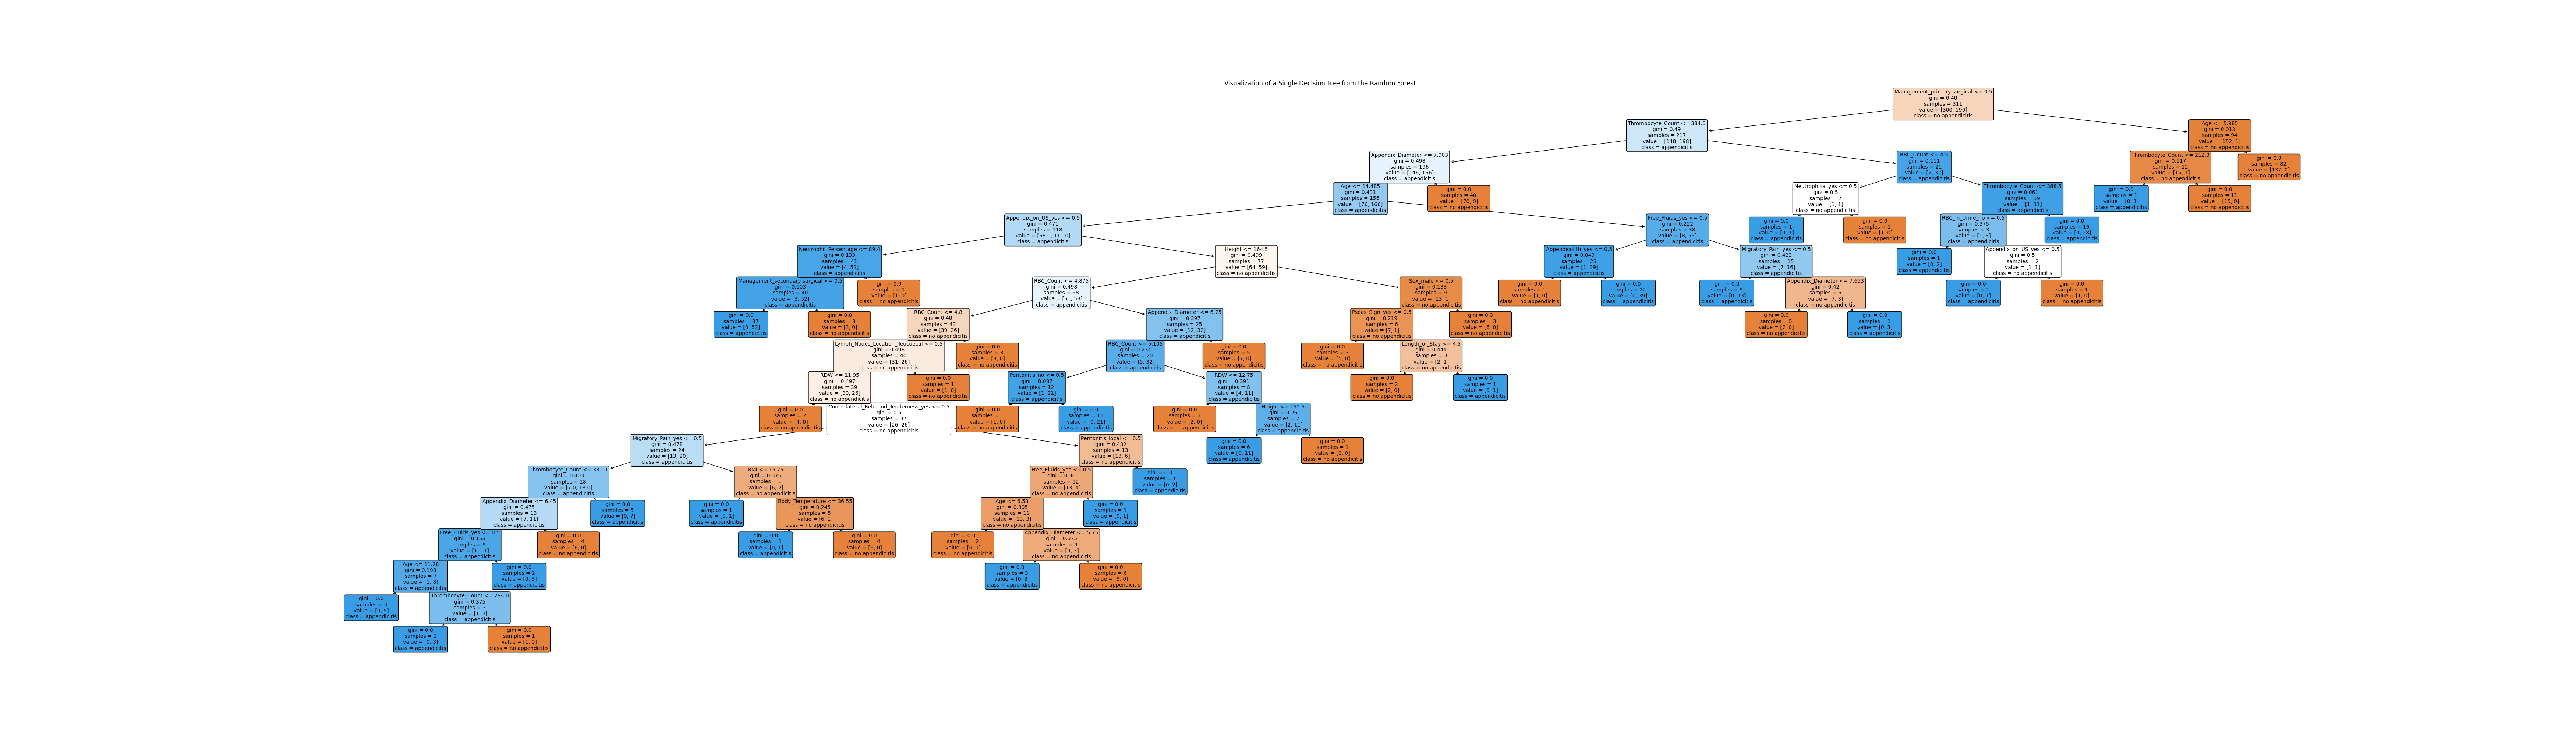 Visualization of a Single Decision Tree from the Random Forest
Management_primary surgical <= 0.5
gini = 0.48
samples = 311
value = [300, 199]
class = no appendicitis
Thrombocyte_Count <= 384.0
gini = 0.49
samples = 217
value = [148, 198]
class = appendicitis
Age <= 5.985
gini = 0.013
samples = 94
value = [152, 1]
class = no appendicitis
Appendix_Diameter <= 7.903
gini = 0.498
samples = 196
value = [146, 166]
class = appendicitis
RBC_Count <= 4.5
gini = 0.111
samples = 21
value = [2, 32]
class = appendicitis
Thrombocyte_Count <= 212.0
gini = 0.117
samples = 12
value = [15, 1]
class = no appendicitis
gini = 0.0
samples = 82
value = [137, 0]
class = no appendicitis
Age <= 14.485
gini = 0.431
samples = 156
value = [76, 166]
class = appendicitis
gini = 0.0
samples = 40
value = [70, 0]
class = no appendicitis
Neutrophilia_yes <= 0.5
gini = 0.5
samples = 2
value = [1, 1]
class = no appendicitis
Thrombocyte_Count <= 388.5
gini = 0.061
samples = 19
value = [1, 31]
class = appendicitis
gini = 0.0
samples = 1
value = [0, 1]
class = appendicitis
gini = 0.0
samples = 11
value = [15, 0]
class = no appendicitis
Appendix_on_US_yes <= 0.5
gini = 0.471
samples = 118
value = [68.0, 111.0]
class = appendicitis
Free_Fluids_yes <= 0.5
gini = 0.222
samples = 38
value = [8, 55]
class = appendicitis
gini = 0.0
samples = 1
value = [0, 1]
class = appendicitis
gini = 0.0
samples = 1
value = [1, 0]
class = no appendicitis
RBC_in_Urine_no <= 0.5
gini = 0.375
samples = 3
value = [1, 3]
class = appendicitis
gini = 0.0
samples = 16
value = [0, 28]
class = appendicitis
Neutrophil_Percentage <= 89.4
gini = 0.133
samples = 41
value = [4, 52]
class = appendicitis
Height <= 164.5
gini = 0.499
samples = 77
value = [64, 59]
class = no appendicitis
Appendicolith_yes <= 0.5
gini = 0.049
samples = 23
value = [1, 39]
class = appendicitis
Migratory_Pain_yes <= 0.5
gini = 0.423
samples = 15
value = [7, 16]
class = appendicitis
gini = 0.0
samples = 1
value = [0, 2]
class = appendicitis
Appendix_on_US_yes <= 0.5
gini = 0.5
samples = 2
value = [1, 1]
class = no appendicitis
Management_secondary surgical <= 0.5
gini = 0.103
samples = 40
value = [3, 52]
class = appendicitis
gini = 0.0
samples = 1
value = [1, 0]
class = no appendicitis
RBC_Count <= 4.875
gini = 0.498
samples = 68
value = [51, 58]
class = appendicitis
Sex_male <= 0.5
gini = 0.133
samples = 9
value = [13, 1]
class = no appendicitis
gini = 0.0
samples = 1
value = [1, 0]
class = no appendicitis
gini = 0.0
samples = 22
value = [0, 39]
class = appendicitis
gini = 0.0
samples = 9
value = [0, 13]
class = appendicitis
Appendix_Diameter <= 7.653
gini = 0.42
samples = 6
value = [7, 3]
class = no appendicitis
gini = 0.0
samples = 1
value = [0, 1]
class = appendicitis
gini = 0.0
samples = 1
value = [1, 0]
class = no appendicitis
gini = 0.0
samples = 37
value = [0, 52]
class = appendicitis
gini = 0.0
samples = 3
value = [3, 0]
class = no appendicitis
RBC_Count <= 4.8
gini = 0.48
samples = 43
value = [39, 26]
class = no appendicitis
Appendix_Diameter <= 6.75
gini = 0.397
samples = 25
value = [12, 32]
class = appendicitis
Psoas_Sign_yes <= 0.5
gini = 0.219
samples = 6
value = [7, 1]
class = no appendicitis
gini = 0.0
samples = 3
value = [6, 0]
class = no appendicitis
gini = 0.0
samples = 5
value = [7, 0]
class = no appendicitis
gini = 0.0
samples = 1
value = [0, 3]
class = appendicitis
Lymph_Nodes_Location_ileocoecal <= 0.5
gini = 0.496
samples = 40
value = [31, 26]
class = no appendicitis
gini = 0.0
samples = 3
value = [8, 0]
class = no appendicitis
RBC_Count <= 5.105
gini = 0.234
samples = 20
value = [5, 32]
class = appendicitis
gini = 0.0
samples = 5
value = [7, 0]
class = no appendicitis
gini = 0.0
samples = 3
value = [5, 0]
class = no appendicitis
Length_of_Stay <= 4.5
gini = 0.444
samples = 3
value = [2, 1]
class = no appendicitis
RDW <= 11.95
gini = 0.497
samples = 39
value = [30, 26]
class = no appendicitis
gini = 0.0
samples = 1
value = [1, 0]
class = no appendicitis
Peritonitis_no <= 0.5
gini = 0.087
samples = 12
value = [1, 21]
class = appendicitis
RDW <= 12.75
gini = 0.391
samples = 8
value = [4, 11]
class = appendicitis
gini = 0.0
samples = 2
value = [2, 0]
class = no appendicitis
gini = 0.0
samples = 1
value = [0, 1]
class = appendicitis
gini = 0.0
samples = 2
value = [4, 0]
class = no appendicitis
Contralateral_Rebound_Tenderness_yes <= 0.5
gini = 0.5
samples = 37
value = [26, 26]
class = no appendicitis
gini = 0.0
samples = 1
value = [1, 0]
class = no appendicitis
gini = 0.0
samples = 11
value = [0, 21]
class = appendicitis
gini = 0.0
samples = 1
value = [2, 0]
class = no appendicitis
Height <= 152.5
gini = 0.26
samples = 7
value = [2, 11]
class = appendicitis
Migratory_Pain_yes <= 0.5
gini = 0.478
samples = 24
value = [13, 20]
class = appendicitis
Peritonitis_local <= 0.5
gini = 0.432
samples = 13
value = [13, 6]
class = no appendicitis
gini = 0.0
samples = 6
value = [0, 11]
class = appendicitis
gini = 0.0
samples = 1
value = [2, 0]
class = no appendicitis
Thrombocyte_Count <= 331.0
gini = 0.403
samples = 18
value = [7.0, 18.0]
class = appendicitis
BMI <= 15.75
gini = 0.375
samples = 6
value = [6, 2]
class = no appendicitis
Free_Fluids_yes <= 0.5
gini = 0.36
samples = 12
value = [13, 4]
class = no appendicitis
gini = 0.0
samples = 1
value = [0, 2]
class = appendicitis
Appendix_Diameter <= 6.45
gini = 0.475
samples = 13
value = [7, 11]
class = appendicitis
gini = 0.0
samples = 5
value = [0, 7]
class = appendicitis
gini = 0.0
samples = 1
value = [0, 1]
class = appendicitis
Body_Temperature <= 36.55
gini = 0.245
samples = 5
value = [6, 1]
class = no appendicitis
Age <= 6.53
gini = 0.305
samples = 11
value = [13, 3]
class = no appendicitis
gini = 0.0
samples = 1
value = [0, 1]
class = appendicitis
Free_Fluids_yes <= 0.5
gini = 0.153
samples = 9
value = [1, 11]
class = appendicitis
gini = 0.0
samples = 4
value = [6, 0]
class = no appendicitis
gini = 0.0
samples = 1
value = [0, 1]
class = appendicitis
gini = 0.0
samples = 4
value = [6, 0]
class = no appendicitis
gini = 0.0
samples = 2
value = [4, 0]
class = no appendicitis
Appendix_Diameter <= 5.75
gini = 0.375
samples = 9
value = [9, 3]
class = no appendicitis
Age <= 11.28
gini = 0.198
samples = 7
value = [1, 8]
class = appendicitis
gini = 0.0
samples = 2
value = [0, 3]
class = appendicitis
gini = 0.0
samples = 3
value = [0, 3]
class = appendicitis
gini = 0.0
samples = 6
value = [9, 0]
class = no appendicitis
gini = 0.0
samples = 4
value = [0, 5]
class = appendicitis
Thrombocyte_Count <= 294.0
gini = 0.375
samples = 3
value = [1, 3]
class = appendicitis
gini = 0.0
samples = 2
value = [0, 3]
class = appendicitis
gini = 0.0
samples = 1
value = [1, 0]
class = no appendicitis